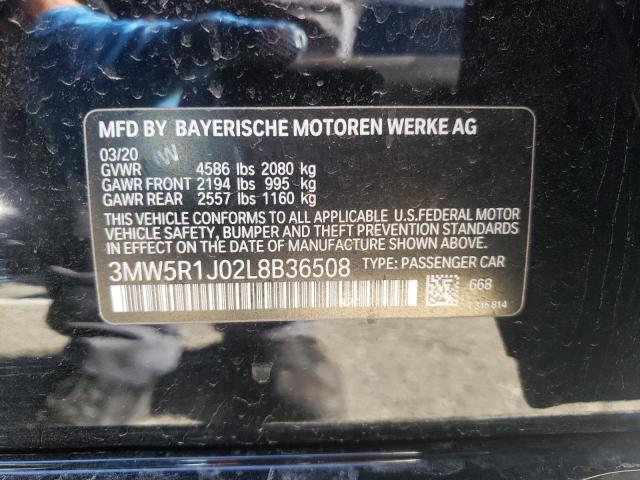 MFD BY BAYERISCHE MOTOREN WERKE AG
03/20
GVWR 4586 lbs 2080 kg
GAWR FRONT 2194 lbs 995 kg
GAWR REAR 2557 lbs 1160 kg
THIS VEHICLE CONFORMS TO ALL APPLICABLE U.S.FEDERAL MOTOR
VEHICLE SAFETY, BUMPER AND THEFT PREVENTION STANDARDS
IN EFFECT ON THE DATE OF MANUFACTURE SHOWN ABOVE.
3MW5R1J02L8B36508 TYPE: PASSENGER CAR
668